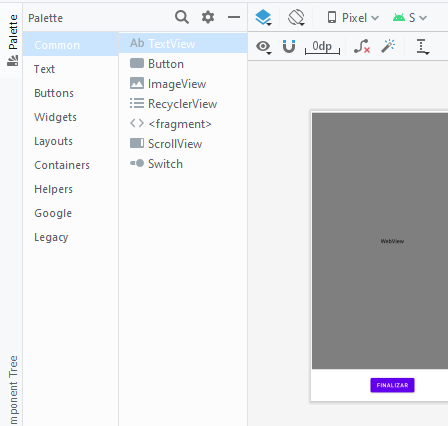 Palette
Palette
Common
Text
Buttons
Widgets
Layouts
Containers
Helpers
Google
Legacy
Ab TextView
Button
ImageView
RecyclerView
<fragment>
ScrollView
Switch
Pixel
S
0dp
WebView
FINALIZAR
mponent Tree